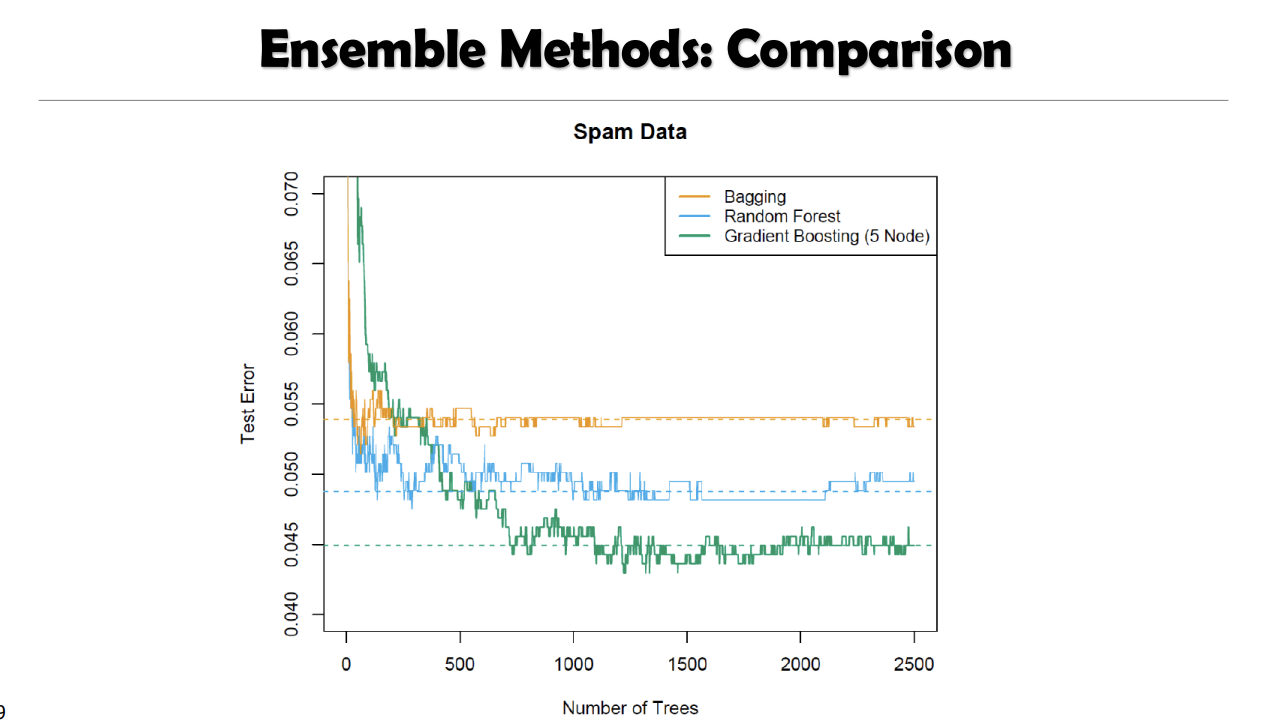 Ensemble Methods: Comparison
Spam Data
Bagging
Random Forest
Gradient Boosting (5 Node)
Test Error
0.070
0.065
0.060
0.055
0.050
0.045
0.040
0 500 1000 1500 2000 2500
Number of Trees
9